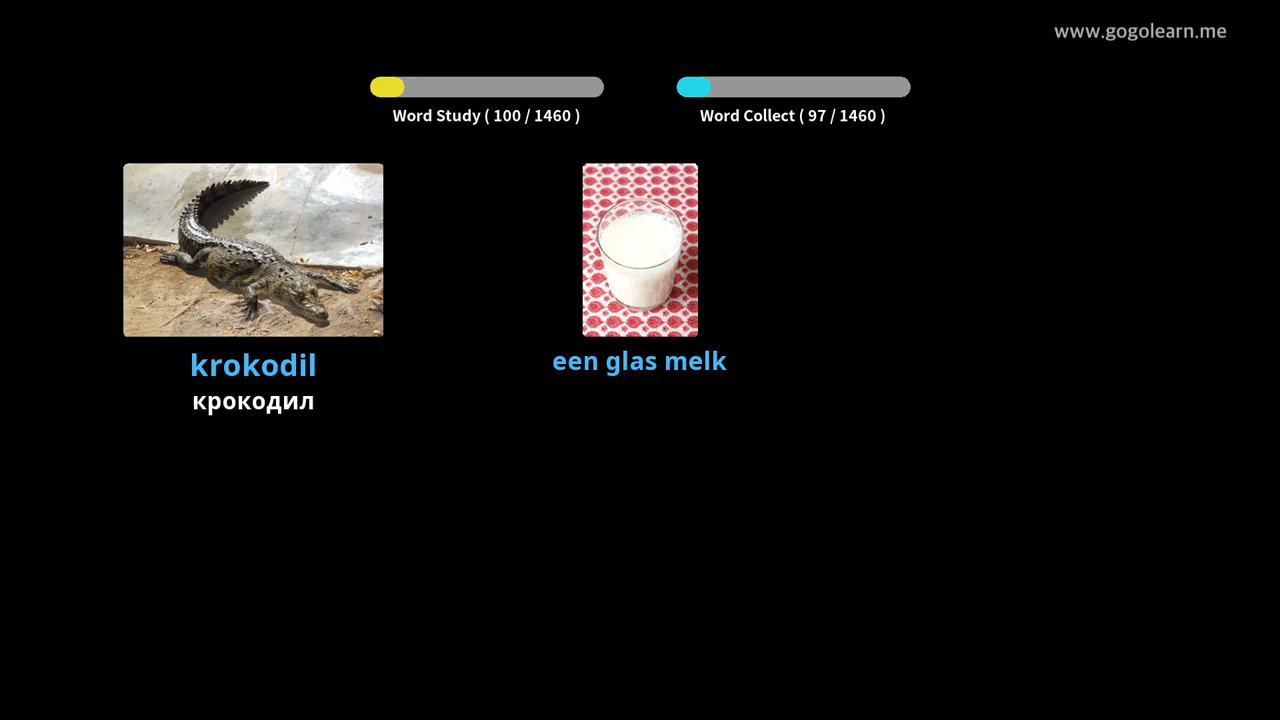 www.gogolearn.me
Word Study ( 100 / 1460 )
Word Collect ( 97 / 1460 )
krokodil
крокодил
een glas melk